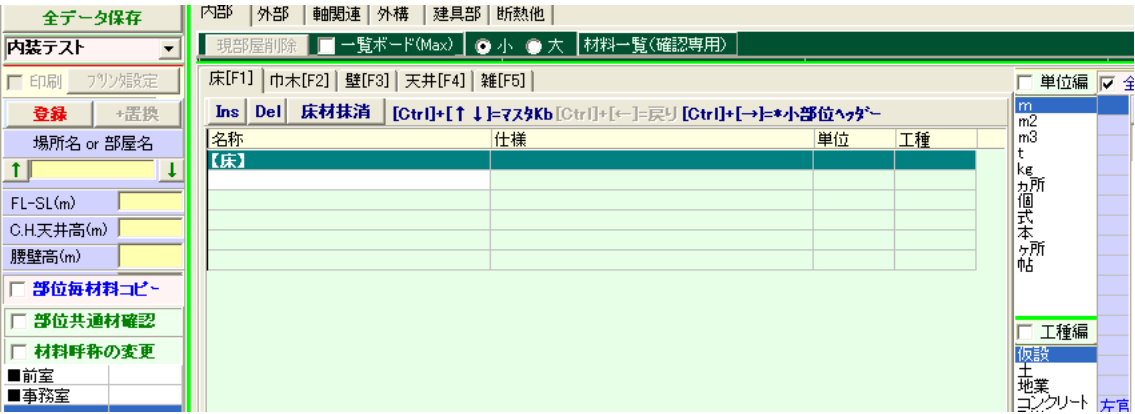 全データ保存
内装テスト
印刷 プリンタ設定
登録 +置換
場所名 or 部屋名
↑ ↓
FL-SL(m)
C.H.天井高(m)
腰壁高(m)
部位毎材料コピー
部位共通材確認
材料呼称の変更
■前室
■事務室
内部 外部 軸関連 外構 建具部 断熱他
現部屋削除 一覧ボード(Max) 小 大 材料一覧(確認専用)
床[F1] 巾木[F2] 壁[F3] 天井[F4] 雑[F5]
Ins Del 床材抹消 [Ctrl]+[↑ ↓]=マスタKb [Ctrl]+[←]=戻り [Ctrl]+[→]=*小部位ヘッダー
名称 仕様 単位 工種
【床】
単位編
m
m2
m3
t
kg
カ所
個
式
本
ヶ所
帖
工種編
仮設
土
地業
コンクリート
左官